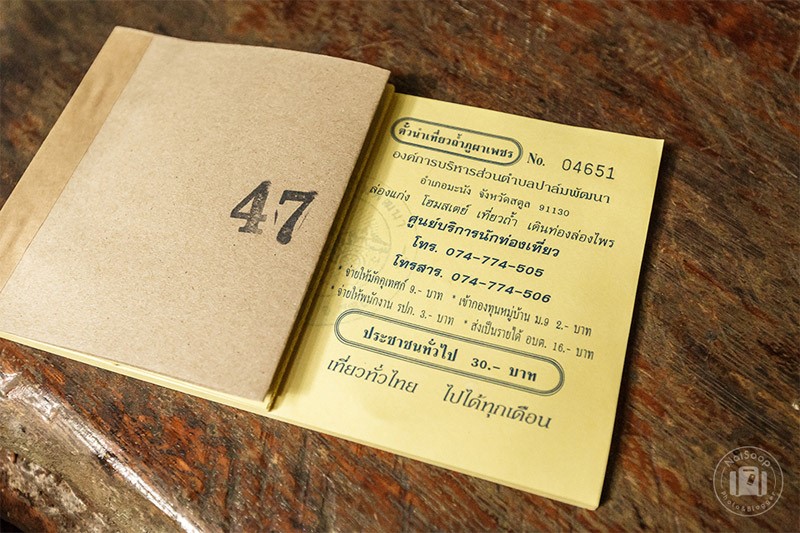 47
ตั๋วนำเที่ยวถ้ำภูผาเพชร No. 04651
องค์การบริหารส่วนตำบลปาล์มพัฒนา
อำเภอมะนัง จังหวัดสตูล 91130
ล่องแก่ง โฮมสเตย์ เที่ยวถ้ำ เดินท่องล่องไพร
ศูนย์บริการนักท่องเที่ยว
โทร. 074-774-505
โทรสาร. 074-774-506
* จ่ายให้มัคคุเทศก์ 9.- บาท * เข้ากองทุนหมู่บ้าน ม.9 2.- บาท
* จ่ายให้พนักงาน รปภ. 3.- บาท * ส่งเป็นรายได้ อบต. 16.- บาท
ประชาชนทั่วไป 30.- บาท
เที่ยวทั่วไทย ไปได้ทุกเดือน
NaiSoop
Photo&Blogger